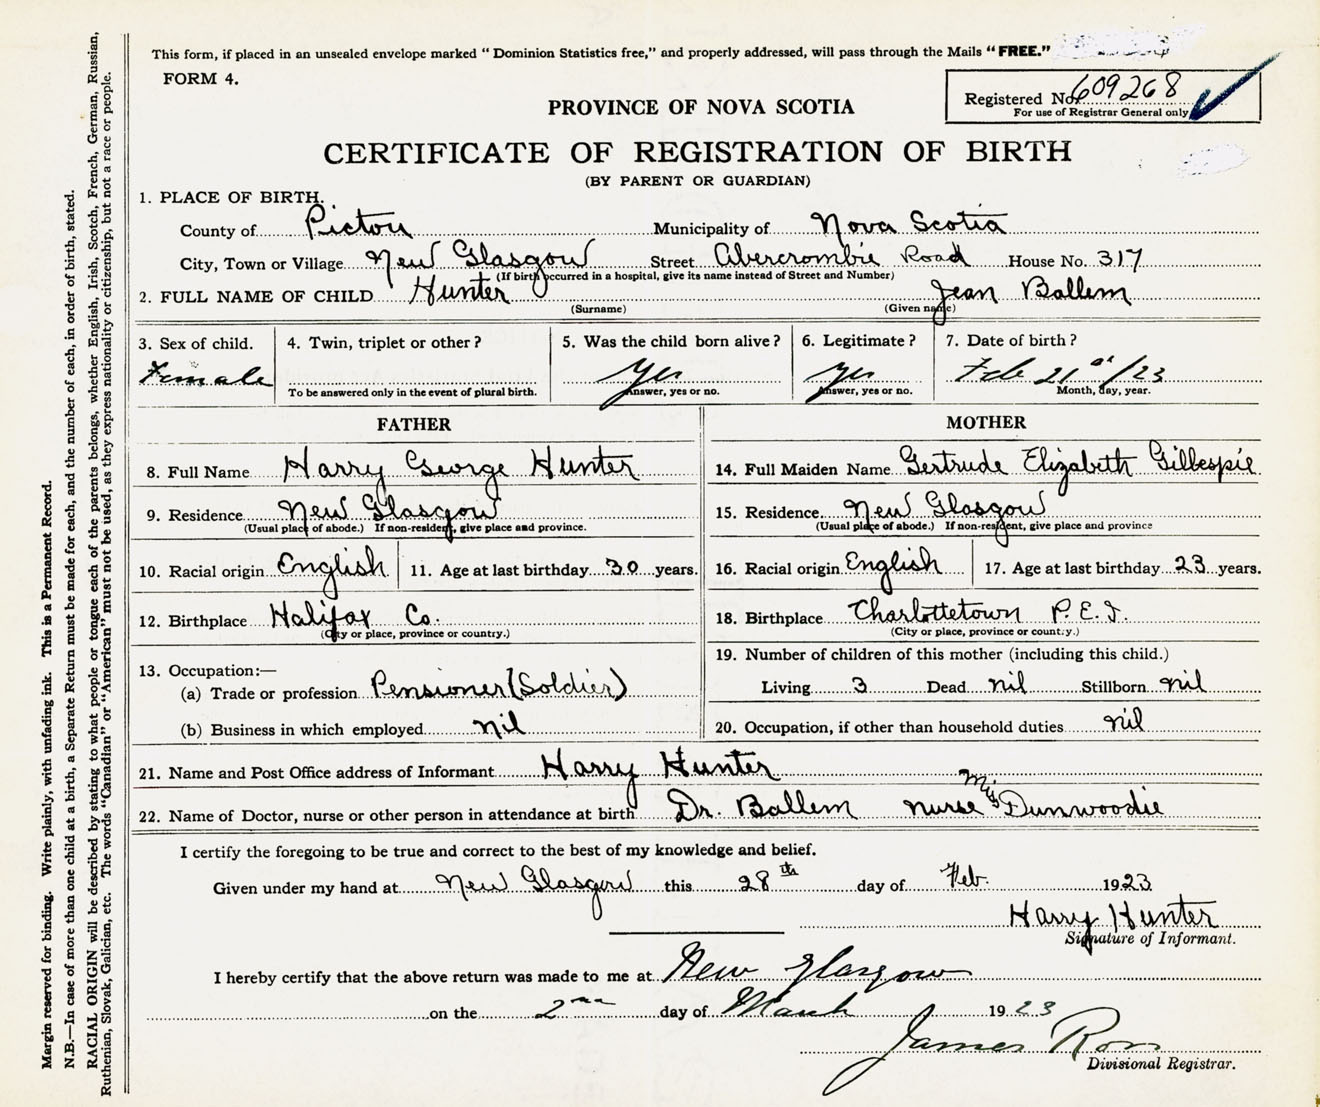 This form, if placed in an unsealed envelope marked "Dominion Statistics free," and properly addressed, will pass through the Mails "FREE."
FORM 4.
Registered No. 609268
For use of Registrar General only
PROVINCE OF NOVA SCOTIA
CERTIFICATE OF REGISTRATION OF BIRTH
(BY PARENT OR GUARDIAN)
1. PLACE OF BIRTH.
County of Pictou Municipality of Nova Scotia
City, Town or Village New Glasgow Street Abercrombie Road House No. 317
(If birth occurred in a hospital, give its name instead of Street and Number)
2. FULL NAME OF CHILD Hunter Jean Ballem
(Surname) (Given name)
3. Sex of child. 4. Twin, triplet or other? 5. Was the child born alive? 6. Legitimate? 7. Date of birth?
Female Yes Yes Feb 21st/23
To be answered only in the event of plural birth. Answer, yes or no. Answer, yes or no. Month, day, year.
FATHER MOTHER
8. Full Name Harry George Hunter 14. Full Maiden Name Gertrude Elizabeth Gillespie
9. Residence New Glasgow 15. Residence New Glasgow
(Usual place of abode.) If non-resident, give place and province. (Usual place of abode.) If non-resident, give place and province
10. Racial origin English 11. Age at last birthday 30 years. 16. Racial origin English 17. Age at last birthday 23 years.
12. Birthplace Halifax Co. 18. Birthplace Charlottetown P.E.I.
(City or place, province or country.) (City or place, province or country.)
13. Occupation:— 19. Number of children of this mother (including this child.)
(a) Trade or profession Pensioner (Soldier) Living 3 Dead nil Stillborn nil
(b) Business in which employed nil 20. Occupation, if other than household duties nil
21. Name and Post Office address of Informant Harry Hunter
22. Name of Doctor, nurse or other person in attendance at birth Dr. Ballem nurse Miss Dunwoodie
I certify the foregoing to be true and correct to the best of my knowledge and belief.
Given under my hand at New Glasgow this 28th day of Feb. 1923
Harry Hunter
Signature of Informant.
I hereby certify that the above return was made to me at New Glasgow
on the 2nd day of March 1923
James Ross
Divisional Registrar.
Margin reserved for binding. Write plainly, with unfading ink. This is a Permanent Record.
N.B.—In case of more than one child at a birth, a Separate Return must be made for each, and the number of each, in order of birth, stated.
RACIAL ORIGIN will be described by stating to what people or tongue each of the parents belongs, whether English, Irish, Scotch, French, German, Russian,
Ruthenian, Slovak, Galician, etc. The words "Canadian" or "American" must not be used, as they express nationality or citizenship, but not a race or people.